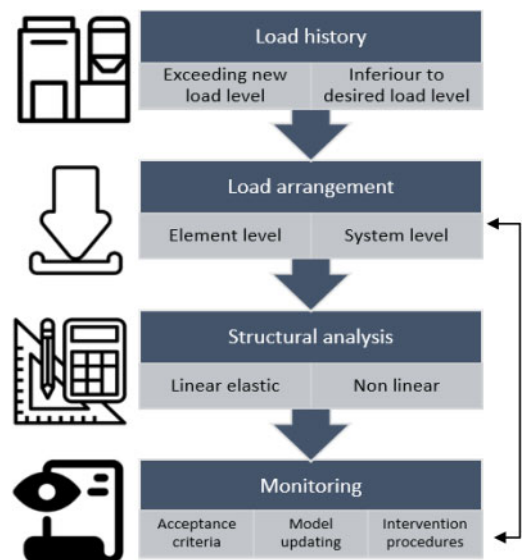 Load history
Exceeding new
load level
Inferiour to
desired load level
Load arrangement
Element level
System level
Structural analysis
Linear elastic
Non linear
Monitoring
Acceptance
criteria
Model
updating
Intervention
procedures